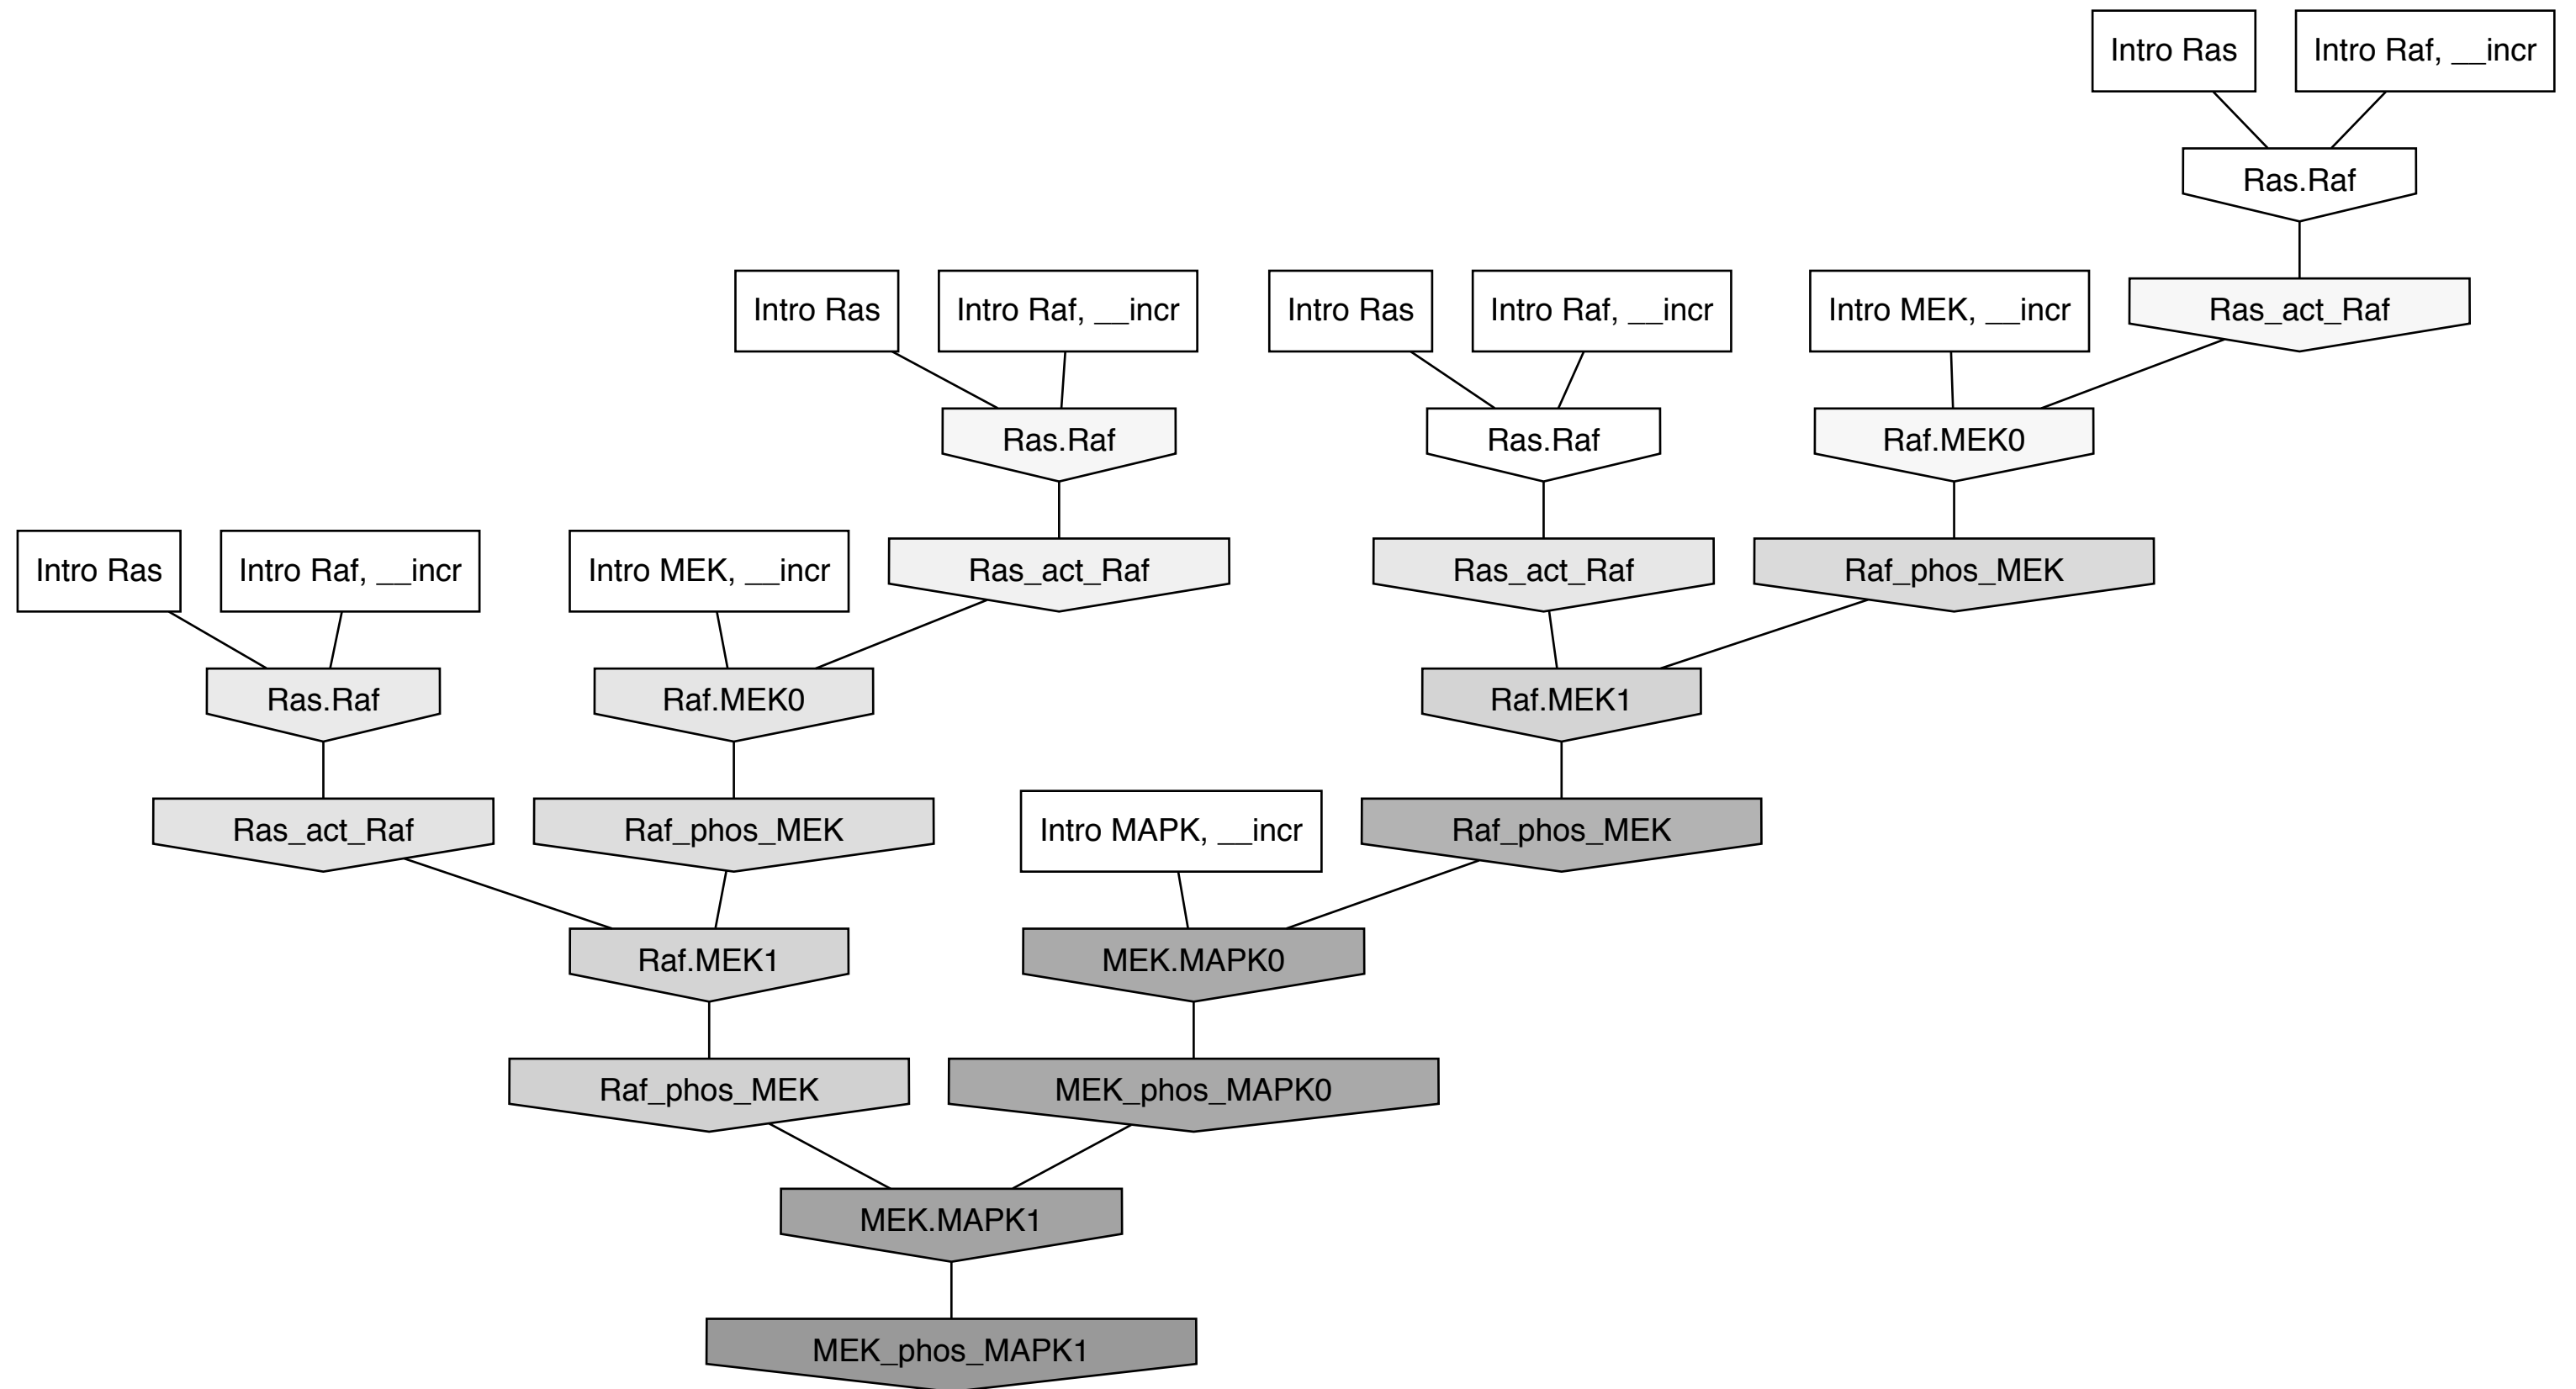 Intro Ras
Intro Raf, __incr
Ras.Raf
Intro Ras
Intro Raf, __incr
Intro Ras
Intro Raf, __incr
Intro MEK, __incr
Ras_act_Raf
Ras.Raf
Ras.Raf
Raf.MEK0
Intro Ras
Intro Raf, __incr
Intro MEK, __incr
Ras_act_Raf
Ras_act_Raf
Raf_phos_MEK
Ras.Raf
Raf.MEK0
Raf.MEK1
Ras_act_Raf
Raf_phos_MEK
Intro MAPK, __incr
Raf_phos_MEK
Raf.MEK1
MEK.MAPK0
Raf_phos_MEK
MEK_phos_MAPK0
MEK.MAPK1
MEK_phos_MAPK1